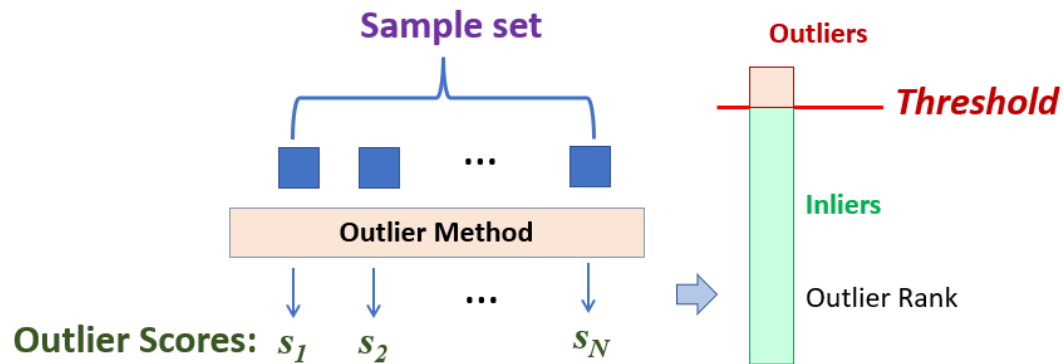 Sample set
Outliers
Threshold
...
Inliers
Outlier Method
...
Outlier Rank
Outlier Scores: s1 s2 sN